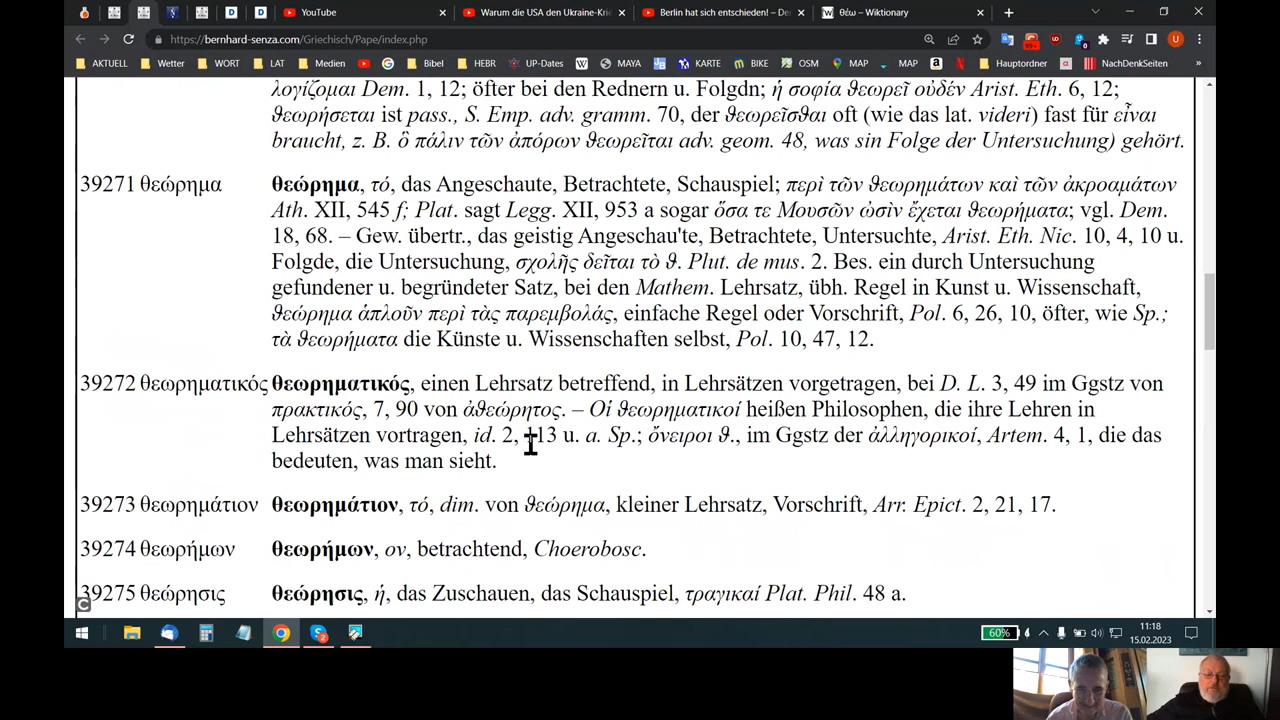 YouTube
Warum die USA den Ukraine-Krie
Berlin hat sich entschieden! – De
θέω – Wiktionary
https://bernhard-senza.com/Griechisch/Pape/index.php
AKTUELL Wetter WORT LAT Medien Bibel HEBR UP-Dates MAYA KARTE BIKE OSM MAP MAP Hauptordner NachDenkSeiten
λογίζομαι Dem. 1, 12; öfter bei den Rednern u. Folgdn; ἡ σοφία ϑεωρεῖ οὐδέν Arist. Eth. 6, 12;
ϑεωρήσεται ist pass., S. Emp. adv. gramm. 70, der ϑεωρεῖσϑαι oft (wie das lat. videri) fast für εἶναι
braucht, z. B. ὃ πάλιν τῶν ἀπόρων ϑεωρεῖται adv. geom. 48, was sin Folge der Untersuchung) gehört.
39271 θεώρημα ϑεώρημα, τό, das Angeschaute, Betrachtete, Schauspiel; περὶ τῶν ϑεωρημάτων καὶ τῶν ἀκροαμάτων
Ath. XII, 545 f; Plat. sagt Legg. XII, 953 a sogar ὅσα τε Μουσῶν ὠσὶν ἔχεται ϑεωρήματα; vgl. Dem.
18, 68. – Gew. übertr., das geistig Angeschau'te, Betrachtete, Untersuchte, Arist. Eth. Nic. 10, 4, 10 u.
Folgde, die Untersuchung, σχολῆς δεῖται τὸ ϑ. Plut. de mus. 2. Bes. ein durch Untersuchung
gefundener u. begründeter Satz, bei den Mathem. Lehrsatz, übh. Regel in Kunst u. Wissenschaft,
ϑεώρημα ἁπλοῦν περὶ τὰς παρεμβολάς, einfache Regel oder Vorschrift, Pol. 6, 26, 10, öfter, wie Sp.;
τὰ ϑεωρήματα die Künste u. Wissenschaften selbst, Pol. 10, 47, 12.
39272 θεωρηματικός ϑεωρηματικός, einen Lehrsatz betreffend, in Lehrsätzen vorgetragen, bei D. L. 3, 49 im Ggstz von
πρακτικός, 7, 90 von ἀϑεώρητος. – Οἱ ϑεωρηματικοί heißen Philosophen, die ihre Lehren in
Lehrsätzen vortragen, id. 2, 113 u. a. Sp.; ὄνειροι ϑ., im Ggstz der ἀλληγορικοί, Artem. 4, 1, die das
bedeuten, was man sieht.
39273 θεωρημάτιον ϑεωρημάτιον, τό, dim. von ϑεώρημα, kleiner Lehrsatz, Vorschrift, Arr. Epict. 2, 21, 17.
39274 θεωρήμων ϑεωρήμων, ον, betrachtend, Choerobosc.
39275 θεώρησις ϑεώρησις, ἡ, das Zuschauen, das Schauspiel, τραγικαί Plat. Phil. 48 a.
60%
11:18
15.02.2023